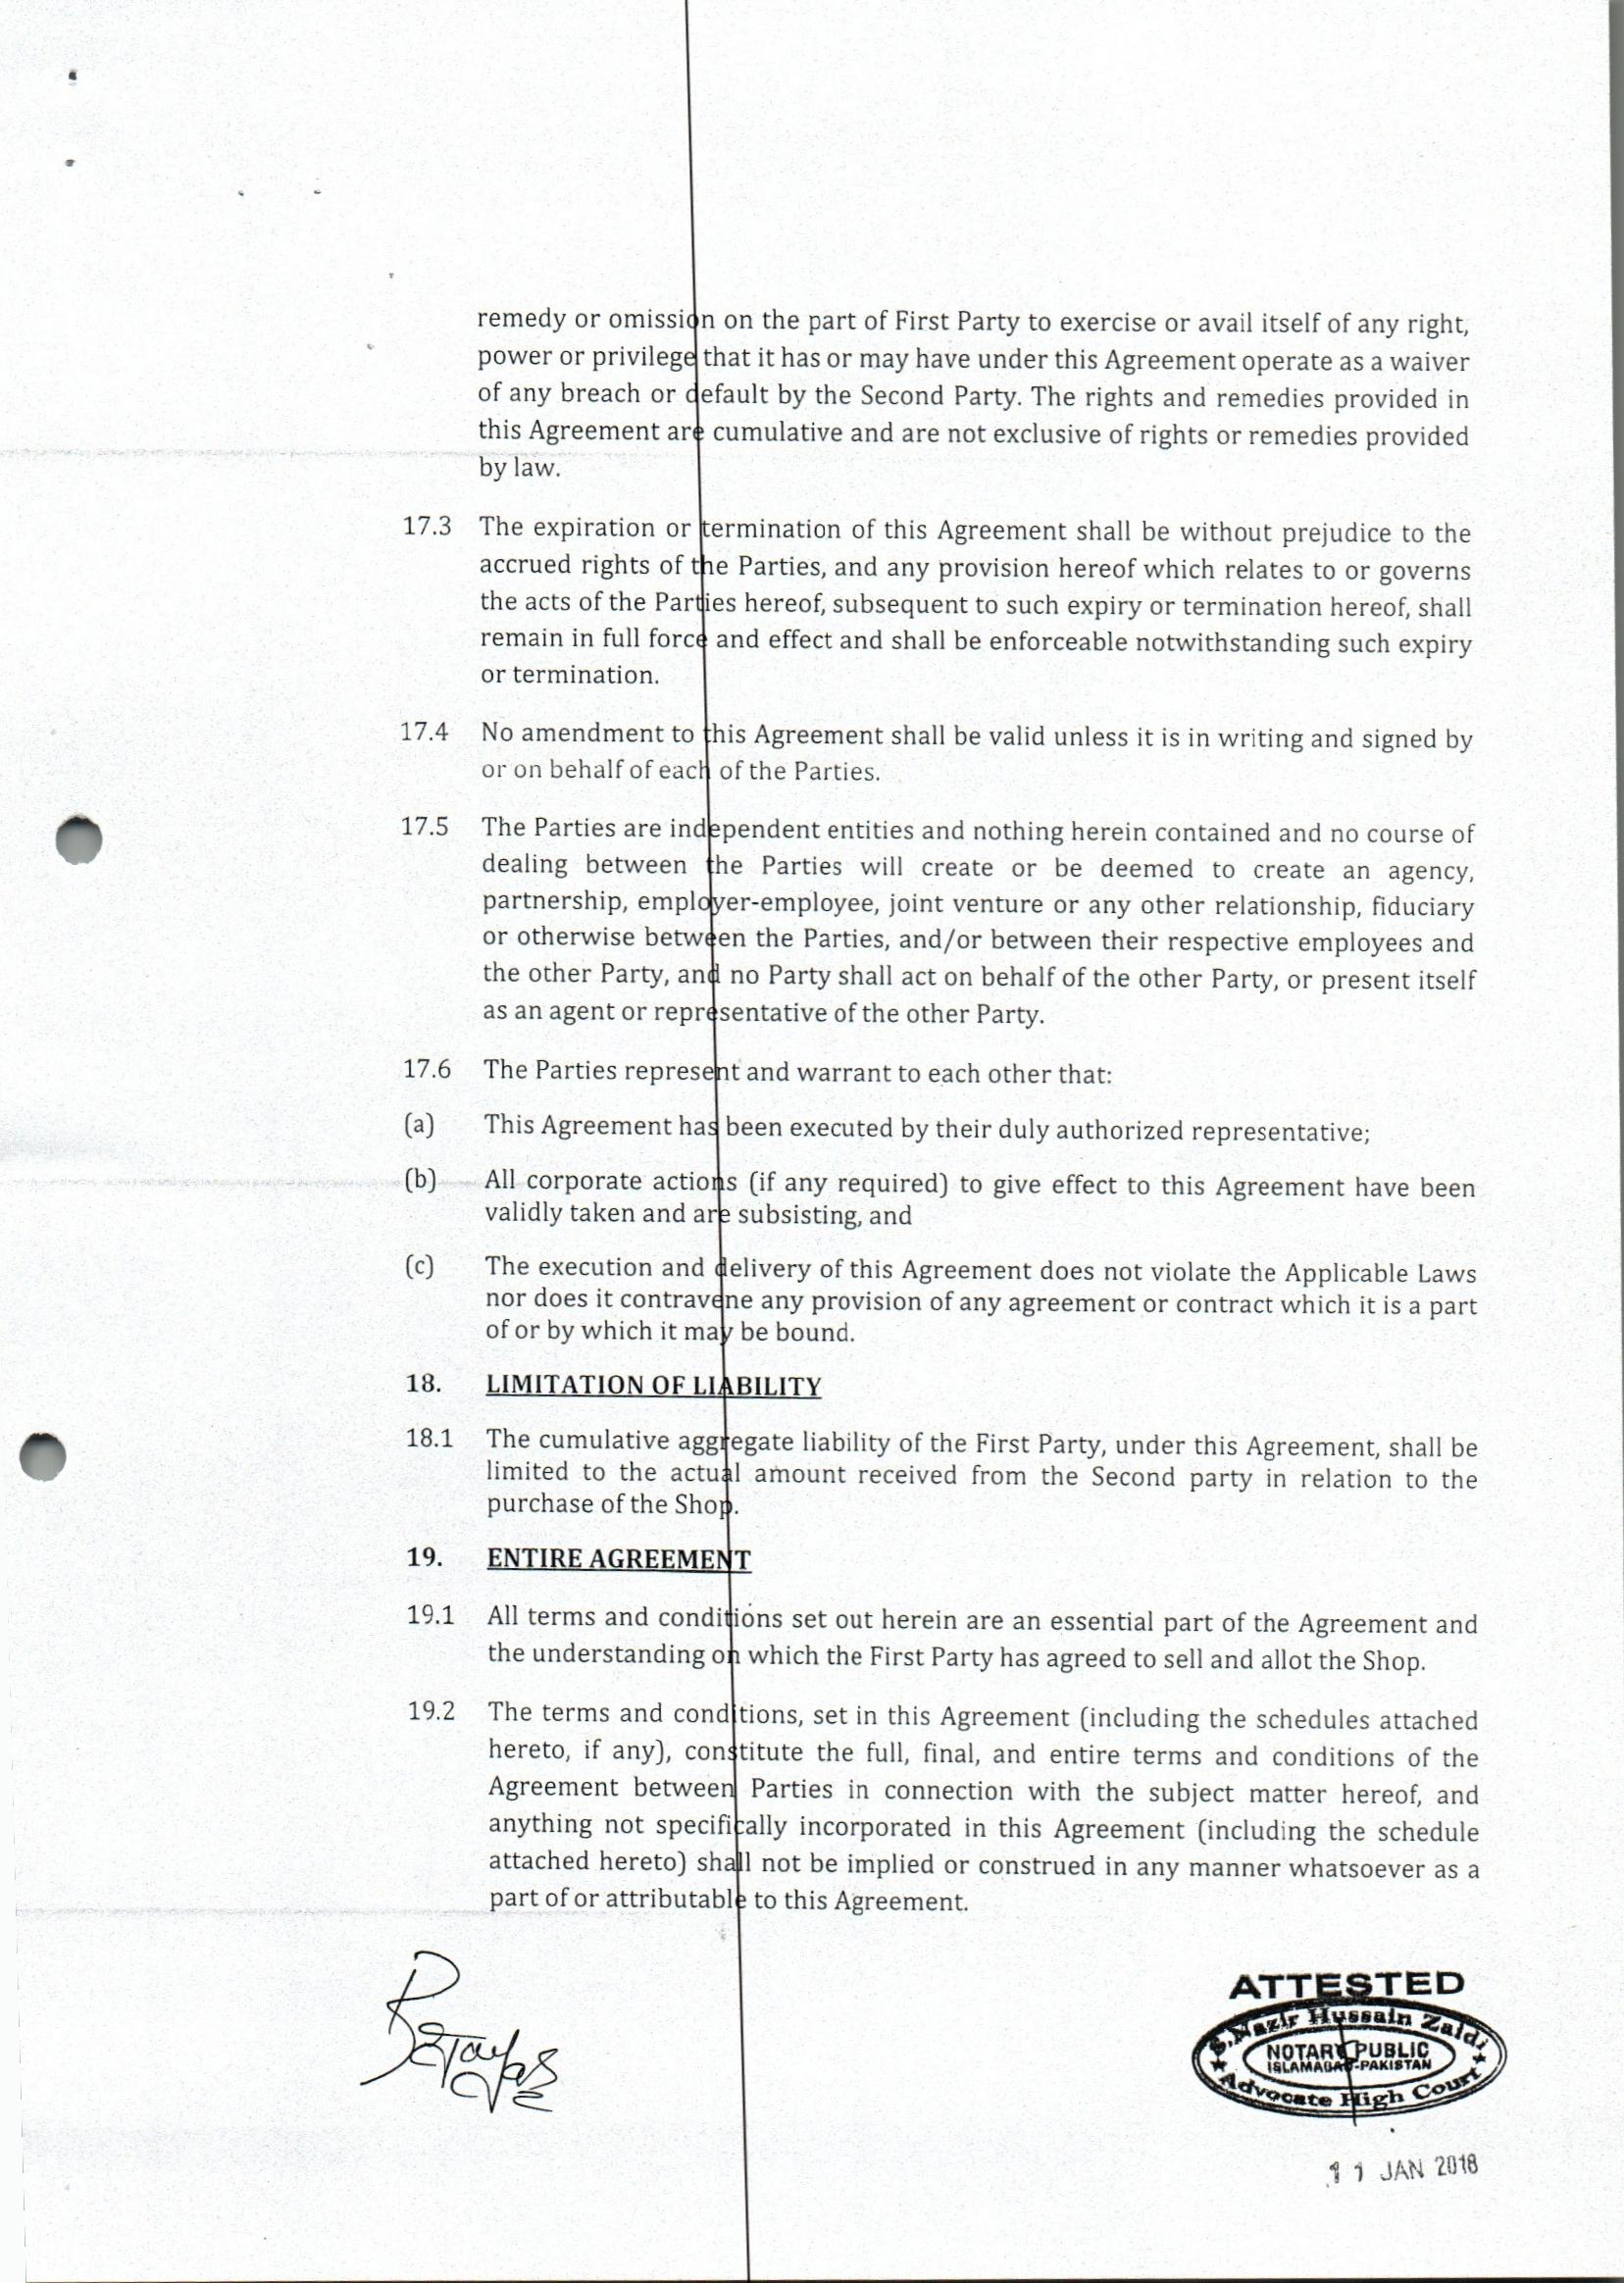 remedy or omission on the part of First Party to exercise or avail itself of any right,
power or privilege that it has or may have under this Agreement operate as a waiver
of any breach or default by the Second Party. The rights and remedies provided in
this Agreement are cumulative and are not exclusive of rights or remedies provided
by law.
17.3 The expiration or termination of this Agreement shall be without prejudice to the
accrued rights of the Parties, and any provision hereof which relates to or governs
the acts of the Parties hereof, subsequent to such expiry or termination hereof, shall
remain in full force and effect and shall be enforceable notwithstanding such expiry
or termination.
17.4 No amendment to this Agreement shall be valid unless it is in writing and signed by
or on behalf of each of the Parties.
17.5 The Parties are independent entities and nothing herein contained and no course of
dealing between the Parties will create or be deemed to create an agency,
partnership, employer-employee, joint venture or any other relationship, fiduciary
or otherwise between the Parties, and/or between their respective employees and
the other Party, and no Party shall act on behalf of the other Party, or present itself
as an agent or representative of the other Party.
17.6 The Parties represent and warrant to each other that:
(a) This Agreement has been executed by their duly authorized representative;
(b) All corporate actions (if any required) to give effect to this Agreement have been
validly taken and are subsisting, and
(c) The execution and delivery of this Agreement does not violate the Applicable Laws
nor does it contravene any provision of any agreement or contract which it is a part
of or by which it may be bound.
18. LIMITATION OF LIABILITY
18.1 The cumulative aggregate liability of the First Party, under this Agreement, shall be
limited to the actual amount received from the Second party in relation to the
purchase of the Shop.
19. ENTIRE AGREEMENT
19.1 All terms and conditions set out herein are an essential part of the Agreement and
the understanding on which the First Party has agreed to sell and allot the Shop.
19.2 The terms and conditions, set in this Agreement (including the schedules attached
hereto, if any), constitute the full, final, and entire terms and conditions of the
Agreement between Parties in connection with the subject matter hereof, and
anything not specifically incorporated in this Agreement (including the schedule
attached hereto) shall not be implied or construed in any manner whatsoever as a
part of or attributable to this Agreement.
ATTESTED
S. Nazir Hussain Zaidi
NOTARY PUBLIC
ISLAMABAD-PAKISTAN
Advocate High Court
11 JAN 2018